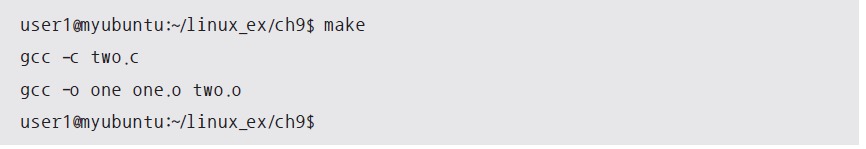 user1@myubuntu:~/linux_ex/ch9$ make
gcc -c two.c
gcc -o one one.o two.o
user1@myubuntu:~/linux_ex/ch9$